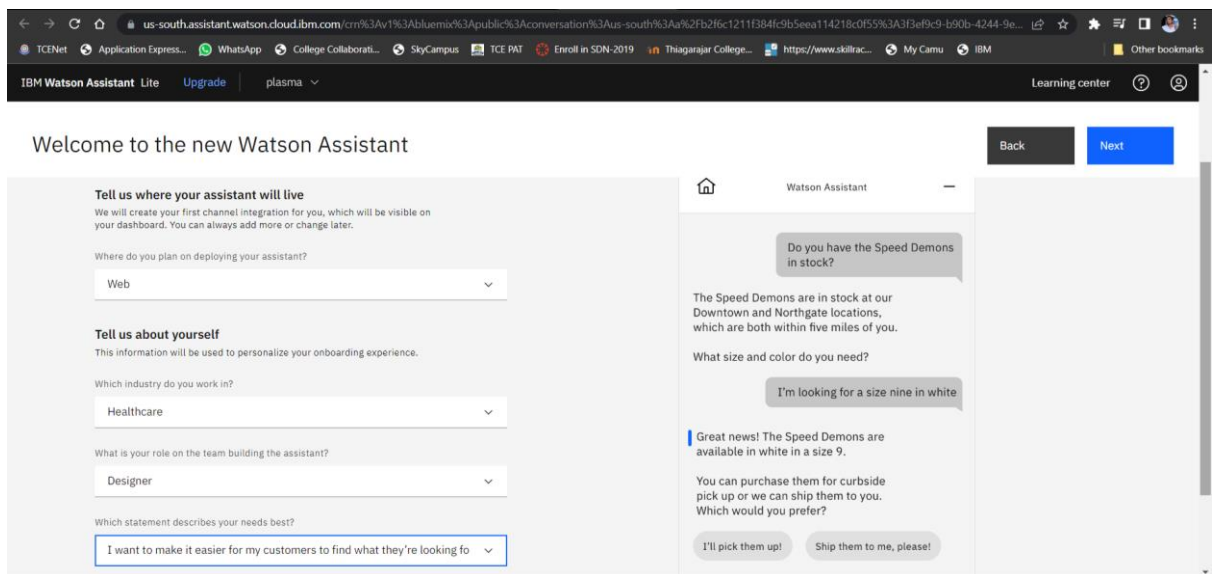 us-south.assistant.watson.cloud.ibm.com/crn%3Av1%3Abluemix%3Apublic%3Aconversation%3Aus-south%3Aa%2Fb2f6c1211f384fc9b5eea114218c0f55%3A3f3ef9c9-b90b-4244-9e...
TCENet Application Express... WhatsApp College Collaborati... SkyCampus TCE PAT Enroll in SDN-2019 Thiagarajar College... https://www.skillrac... My Camu IBM Other bookmarks
IBM Watson Assistant Lite Upgrade plasma Learning center
Welcome to the new Watson Assistant
Back Next
Tell us where your assistant will live
We will create your first channel integration for you, which will be visible on
your dashboard. You can always add more or change later.
Where do you plan on deploying your assistant?
Web
Tell us about yourself
This information will be used to personalize your onboarding experience.
Which industry do you work in?
Healthcare
What is your role on the team building the assistant?
Designer
Which statement describes your needs best?
I want to make it easier for my customers to find what they're looking fo
Watson Assistant
Do you have the Speed Demons
in stock?
The Speed Demons are in stock at our
Downtown and Northgate locations,
which are both within five miles of you.
What size and color do you need?
I'm looking for a size nine in white
Great news! The Speed Demons are
available in white in a size 9.
You can purchase them for curbside
pick up or we can ship them to you.
Which would you prefer?
I'll pick them up! Ship them to me, please!